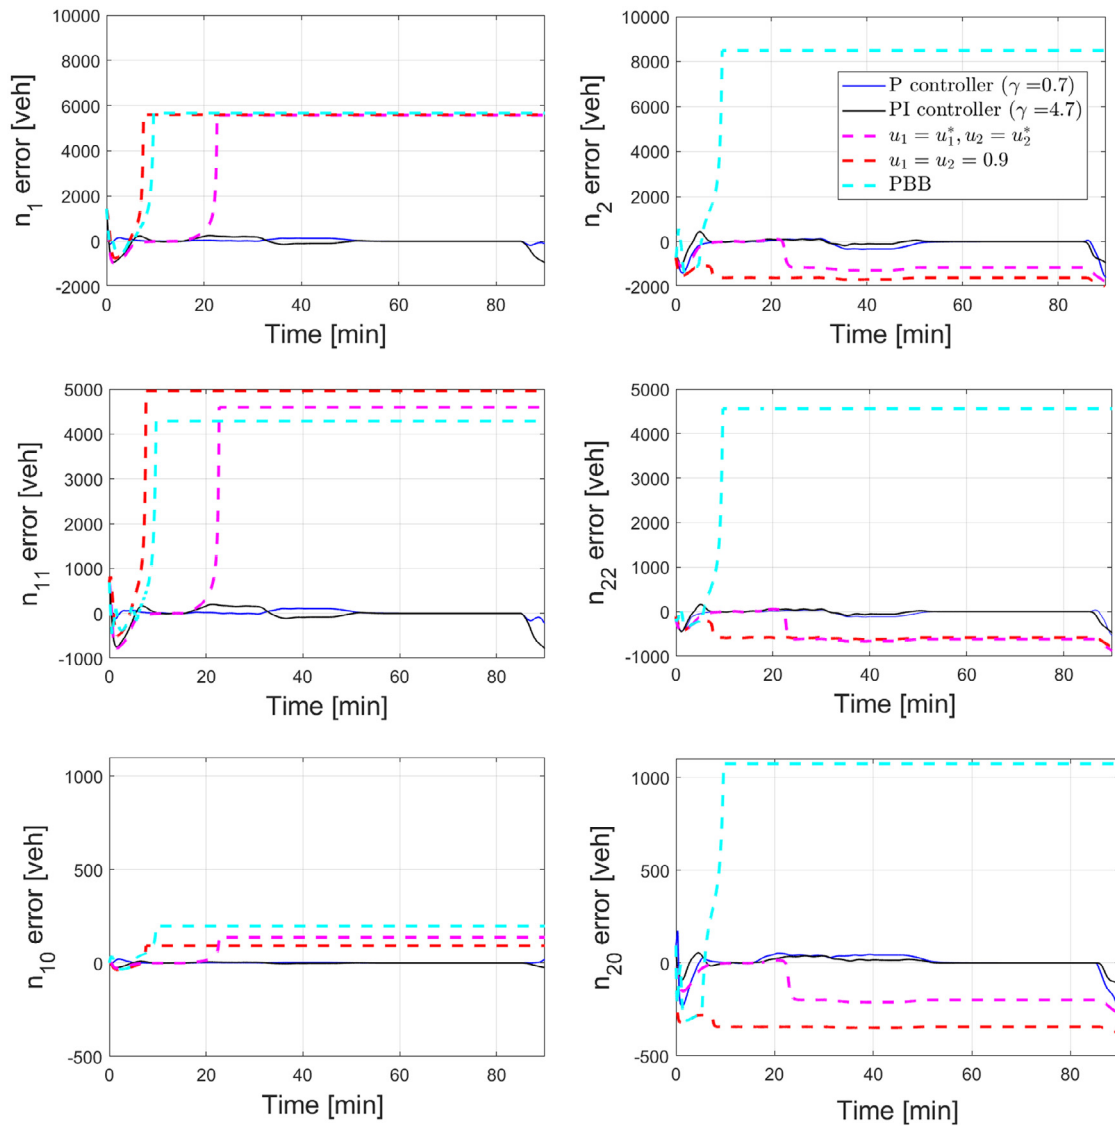 n1 error [veh]
10000
8000
6000
4000
2000
0
-2000
0 20 40 60 80
Time [min]
n2 error [veh]
10000
8000
6000
4000
2000
0
-2000
P controller (γ =0.7)
PI controller (γ =4.7)
u1 = u1*, u2 = u2*
u1 = u2 = 0.9
PBB
0 20 40 60 80
Time [min]
n11 error [veh]
5000
4000
3000
2000
1000
0
-1000
0 20 40 60 80
Time [min]
n22 error [veh]
5000
4000
3000
2000
1000
0
-1000
0 20 40 60 80
Time [min]
n10 error [veh]
1000
500
0
-500
0 20 40 60 80
Time [min]
n20 error [veh]
1000
500
0
-500
0 20 40 60 80
Time [min]